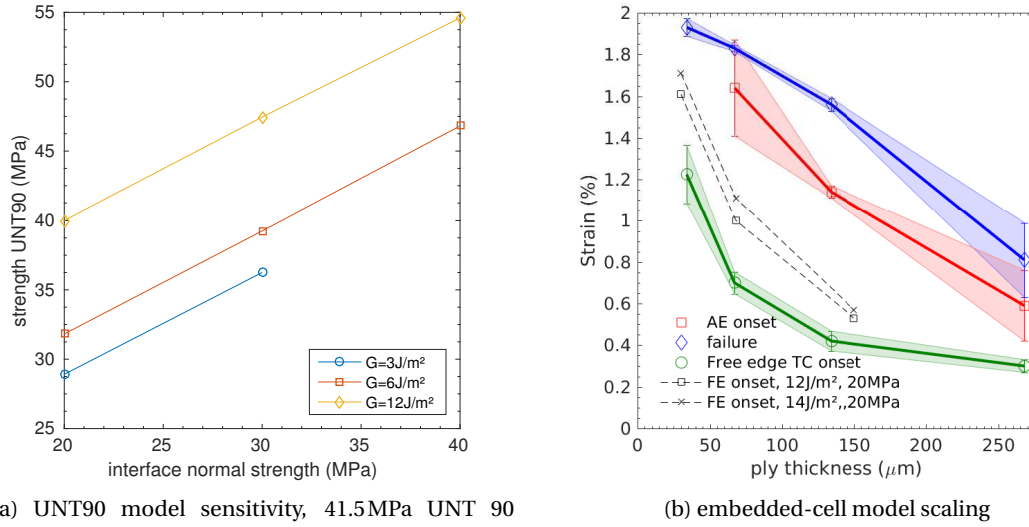 55
50
45
40
35
30
25
strength UNT90 (MPa)
G=3J/m²
G=6J/m²
G=12J/m²
20 25 30 35 40
interface normal strength (MPa)
a) UNT90 model sensitivity, 41.5MPa UNT 90
2
1.8
1.6
1.4
1.2
1
0.8
0.6
0.4
0.2
0
Strain (%)
AE onset
failure
Free edge TC onset
FE onset, 12J/m², 20MPa
FE onset, 14J/m²,,20MPa
0 50 100 150 200 250
ply thickness (μm)
(b) embedded-cell model scaling